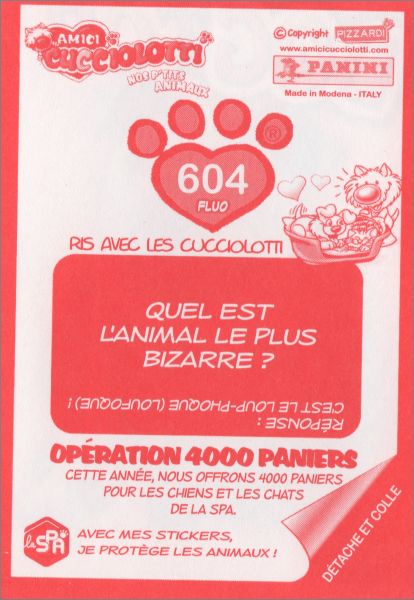 AMICI
CUCCIOLOTTI
NOS P'TITS
ANIMAUX
© Copyright PIZZARDI
www.amicicucciolotti.com
PANINI
Made in Modena - ITALY
®
604
FLUO
RIS AVEC LES CUCCIOLOTTI
QUEL EST
L'ANIMAL LE PLUS
BIZARRE ?
RÉPONSE :
C'EST LE LOUP-PHOQUE (LOUFOQUE) !
OPÉRATION 4000 PANIERS
CETTE ANNÉE, NOUS OFFRONS 4000 PANIERS
POUR LES CHIENS ET LES CHATS
DE LA SPA.
la SPA
AVEC MES STICKERS,
JE PROTÈGE LES ANIMAUX !
DÉTACHE ET COLLE